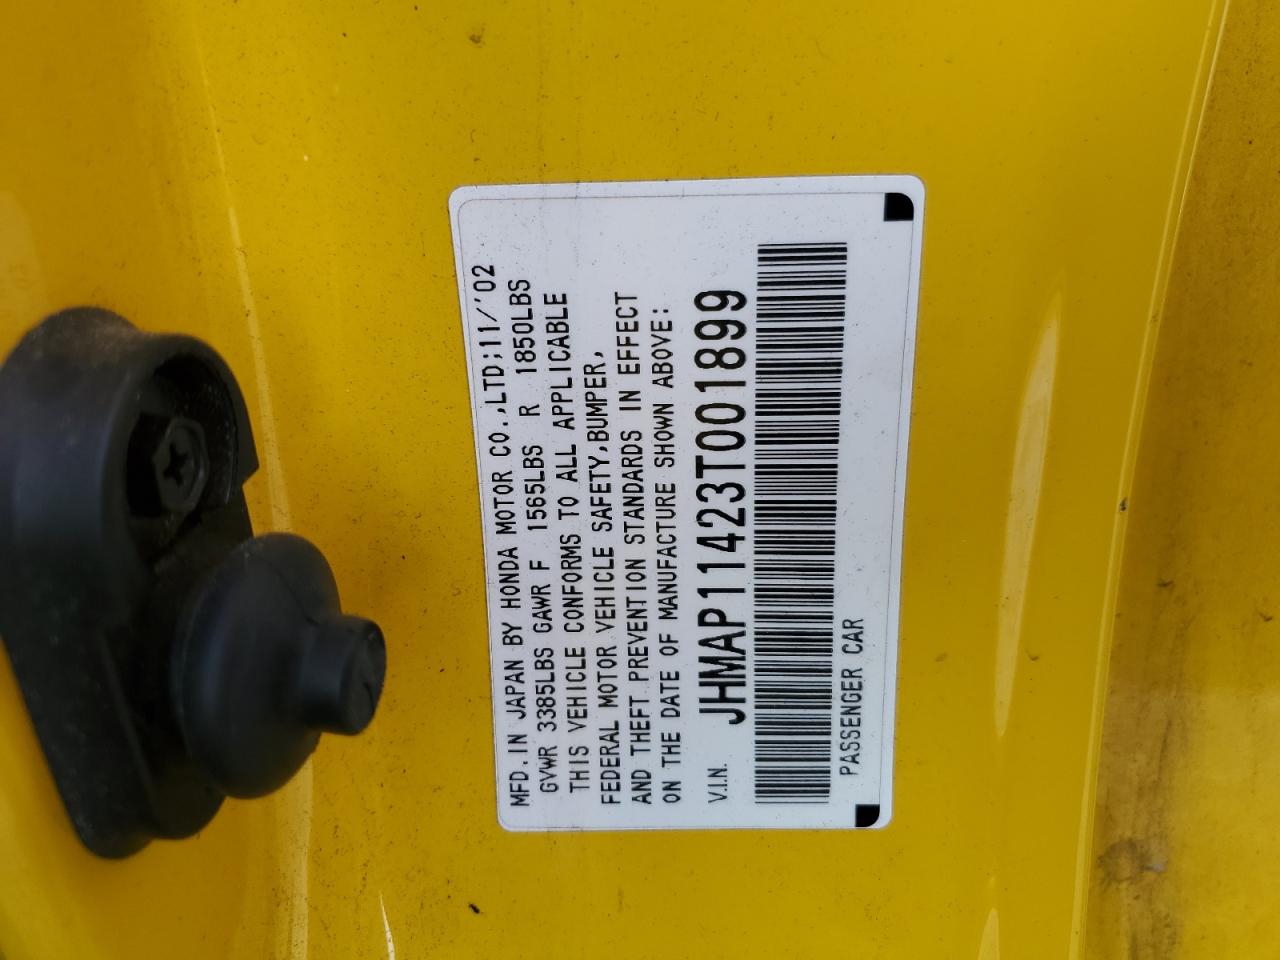 MFD.IN JAPAN BY HONDA MOTOR CO.,LTD;11/'02
GVWR 3385LBS GAWR F 1565LBS R 1850LBS
THIS VEHICLE CONFORMS TO ALL APPLICABLE
FEDERAL MOTOR VEHICLE SAFETY,BUMPER,
AND THEFT PREVENTION STANDARDS IN EFFECT
ON THE DATE OF MANUFACTURE SHOWN ABOVE:
V.I.N. JHMAP11423T001899
PASSENGER CAR